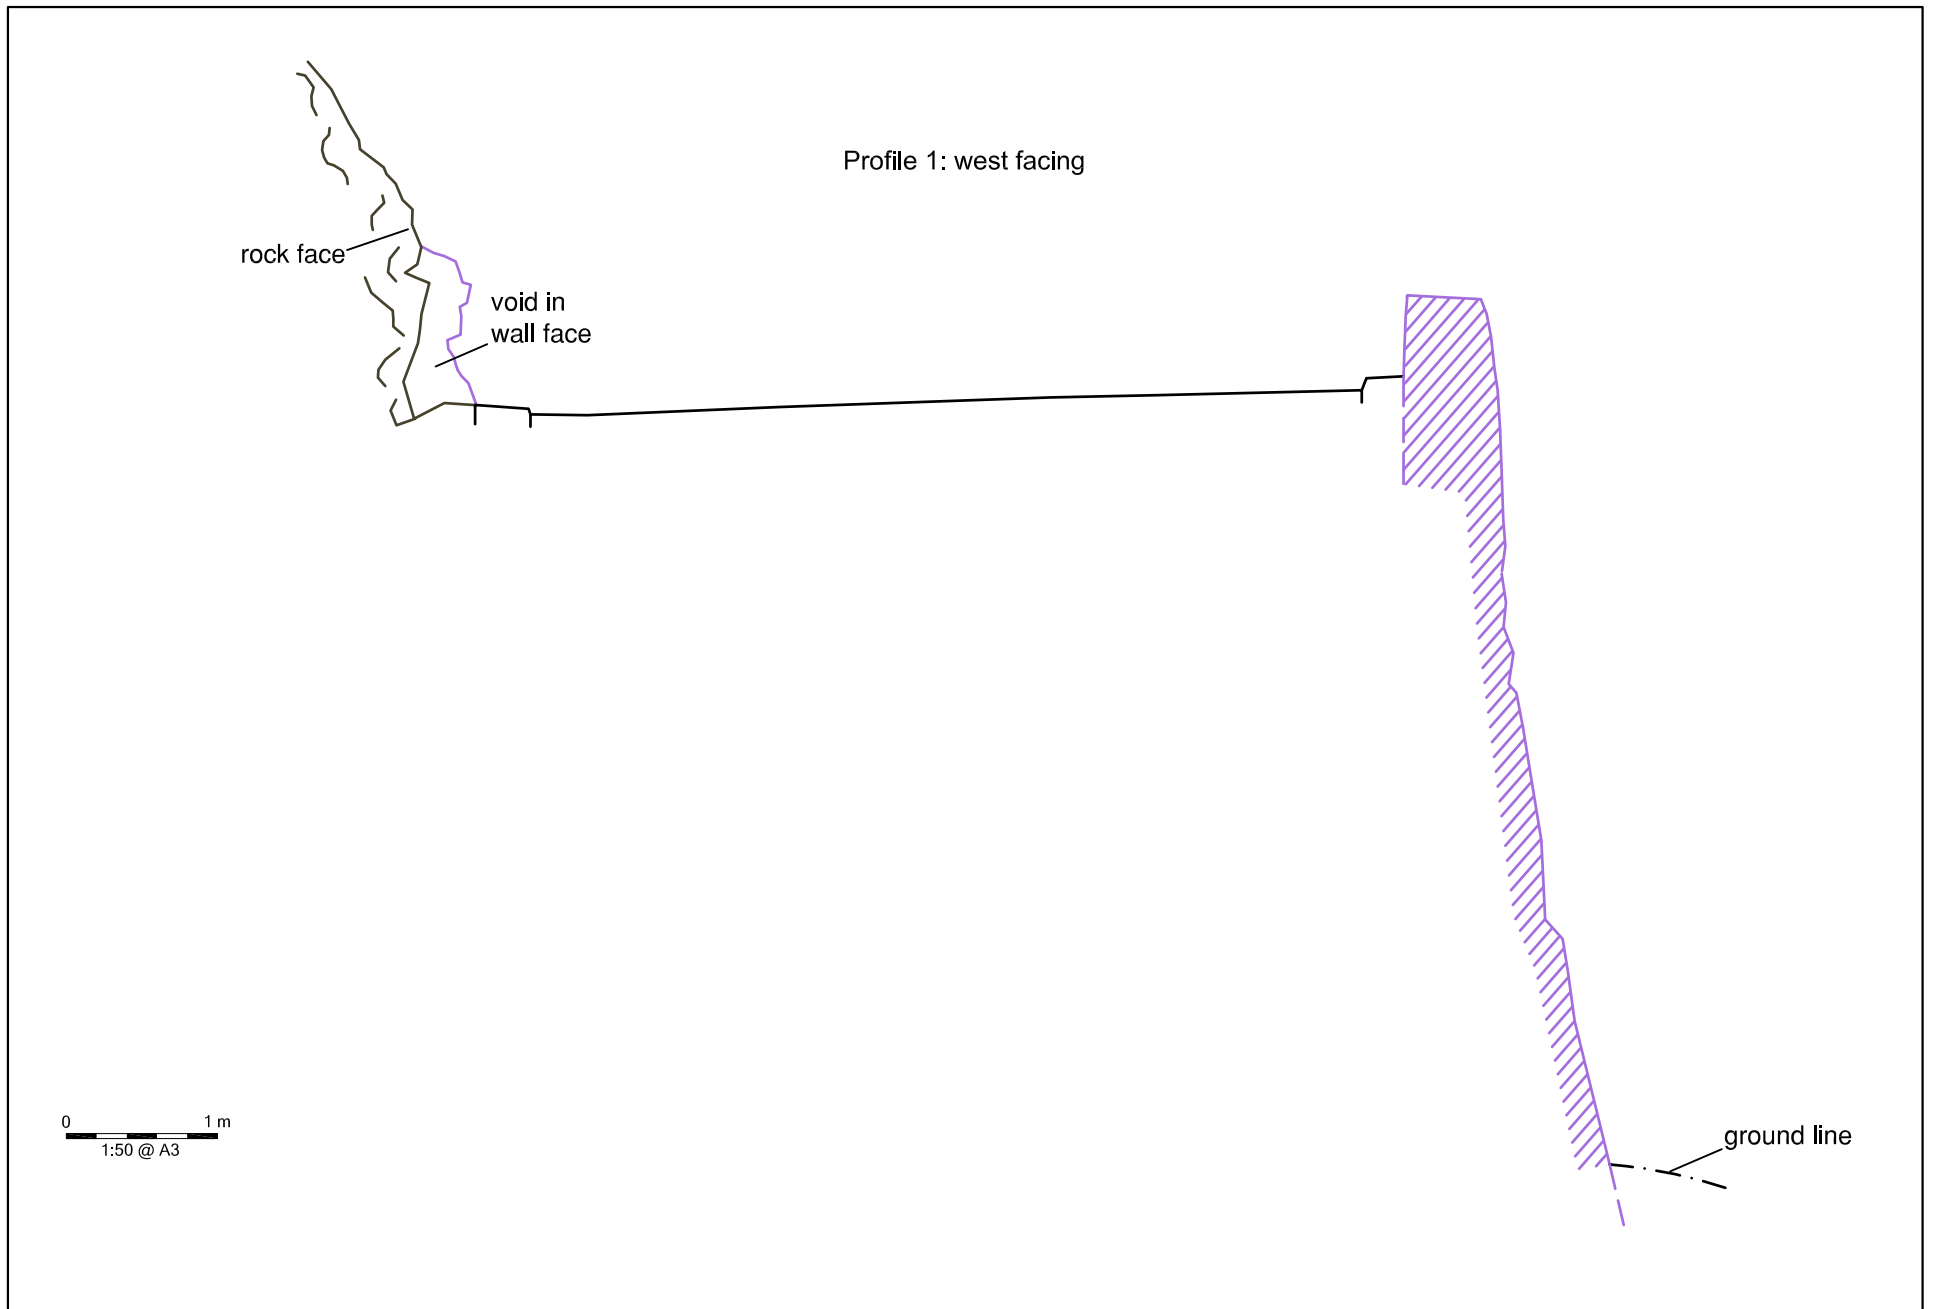 Profile 1: west facing
rock face
void in
wall face
0 1 m
1:50 @ A3
ground line